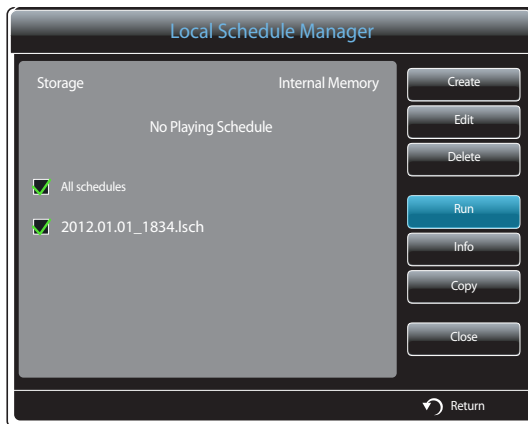 Local Schedule Manager
Storage Internal Memory
No Playing Schedule
All schedules
2012.01.01_1834.lsch
Create
Edit
Delete
Run
Info
Copy
Close
Return